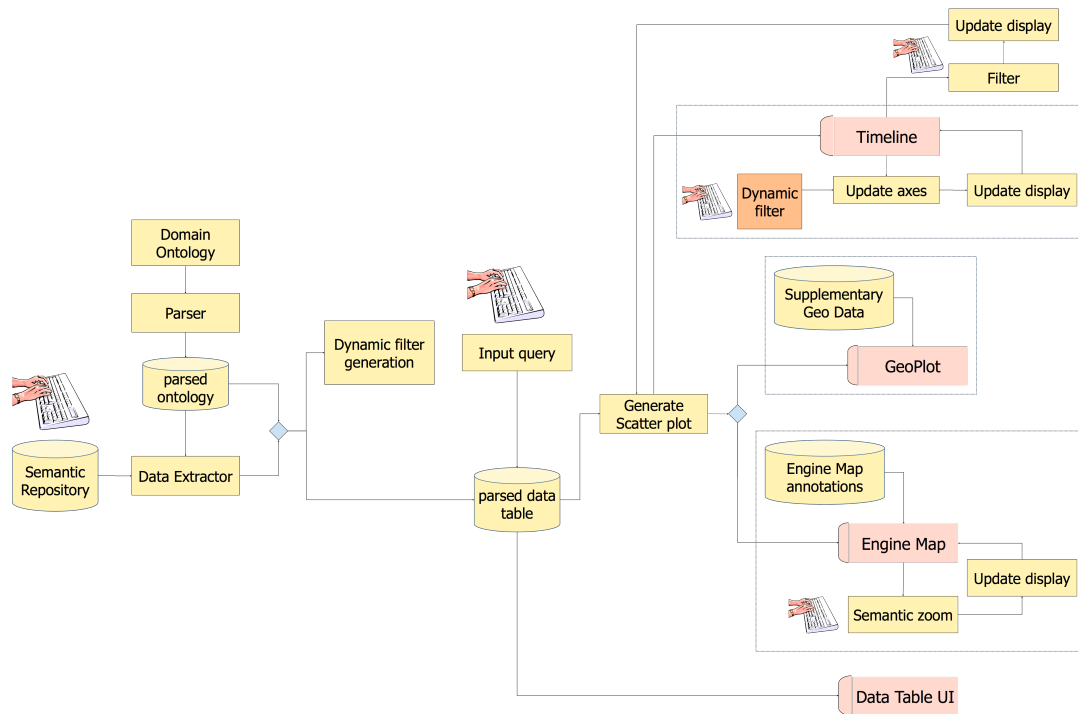 Update display
Filter
Timeline
Dynamic
filter
Update axes
Update display
Domain
Ontology
Parser
parsed
ontology
Semantic
Repository
Data Extractor
Dynamic filter
generation
Input query
parsed data
table
Generate
Scatter plot
Supplementary
Geo Data
GeoPlot
Engine Map
annotations
Engine Map
Update display
Semantic zoom
Data Table UI